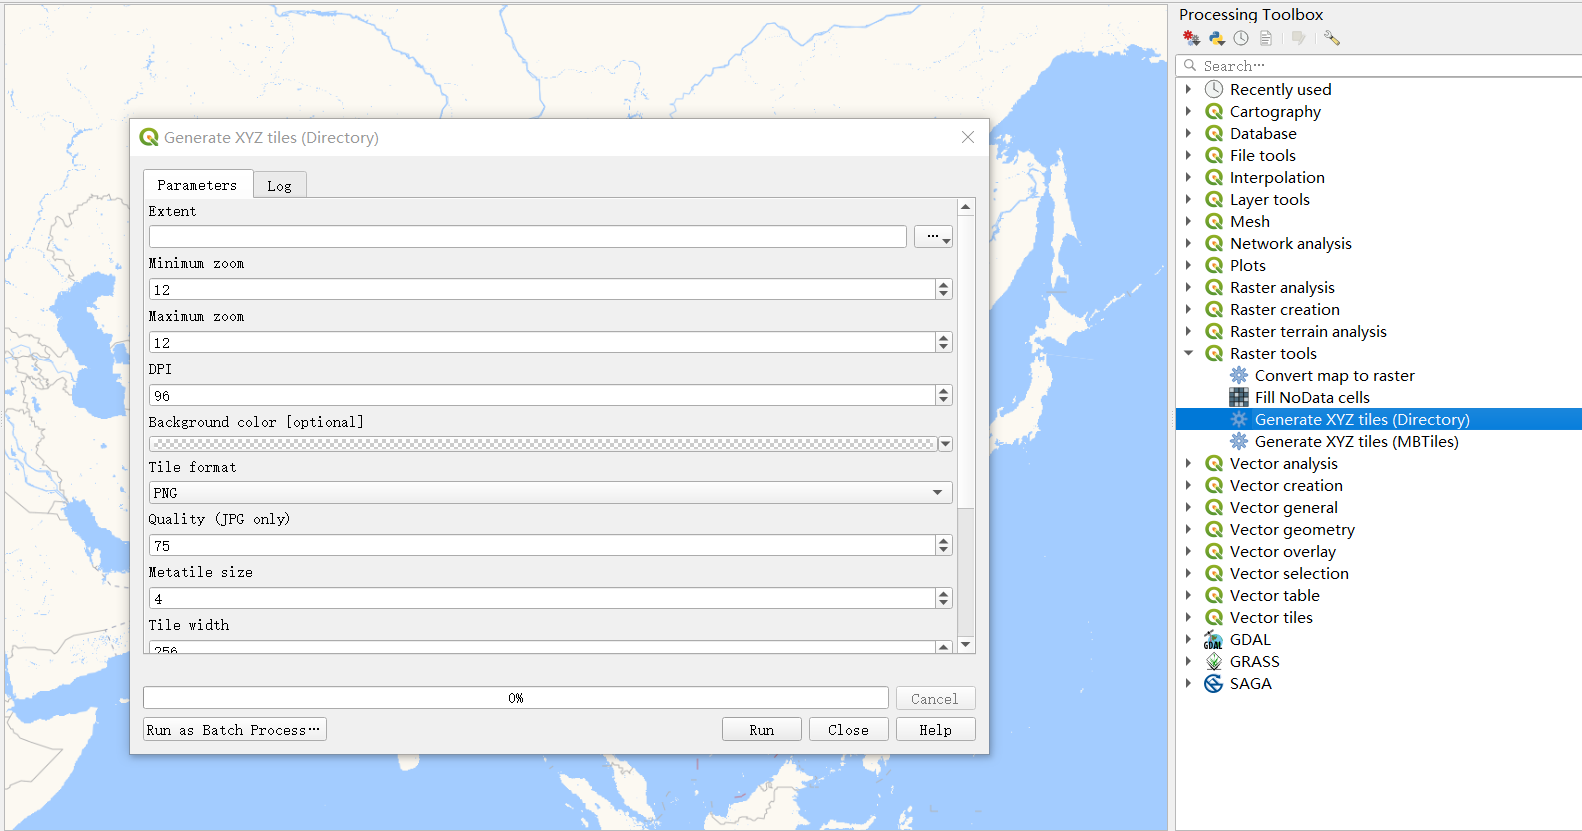 Processing Toolbox
Search…
Recently used
Cartography
Database
File tools
Interpolation
Layer tools
Mesh
Network analysis
Plots
Raster analysis
Raster creation
Raster terrain analysis
Raster tools
Convert map to raster
Fill NoData cells
Generate XYZ tiles (Directory)
Generate XYZ tiles (MBTiles)
Vector analysis
Vector creation
Vector general
Vector geometry
Vector overlay
Vector selection
Vector table
Vector tiles
GDAL GDAL
GRASS
SAGA
Generate XYZ tiles (Directory)
Parameters Log
Extent
…
Minimum zoom
12
Maximum zoom
12
DPI
96
Background color [optional]
Tile format
PNG
Quality (JPG only)
75
Metatile size
4
Tile width
256
0% Cancel
Run as Batch Process… Run Close Help